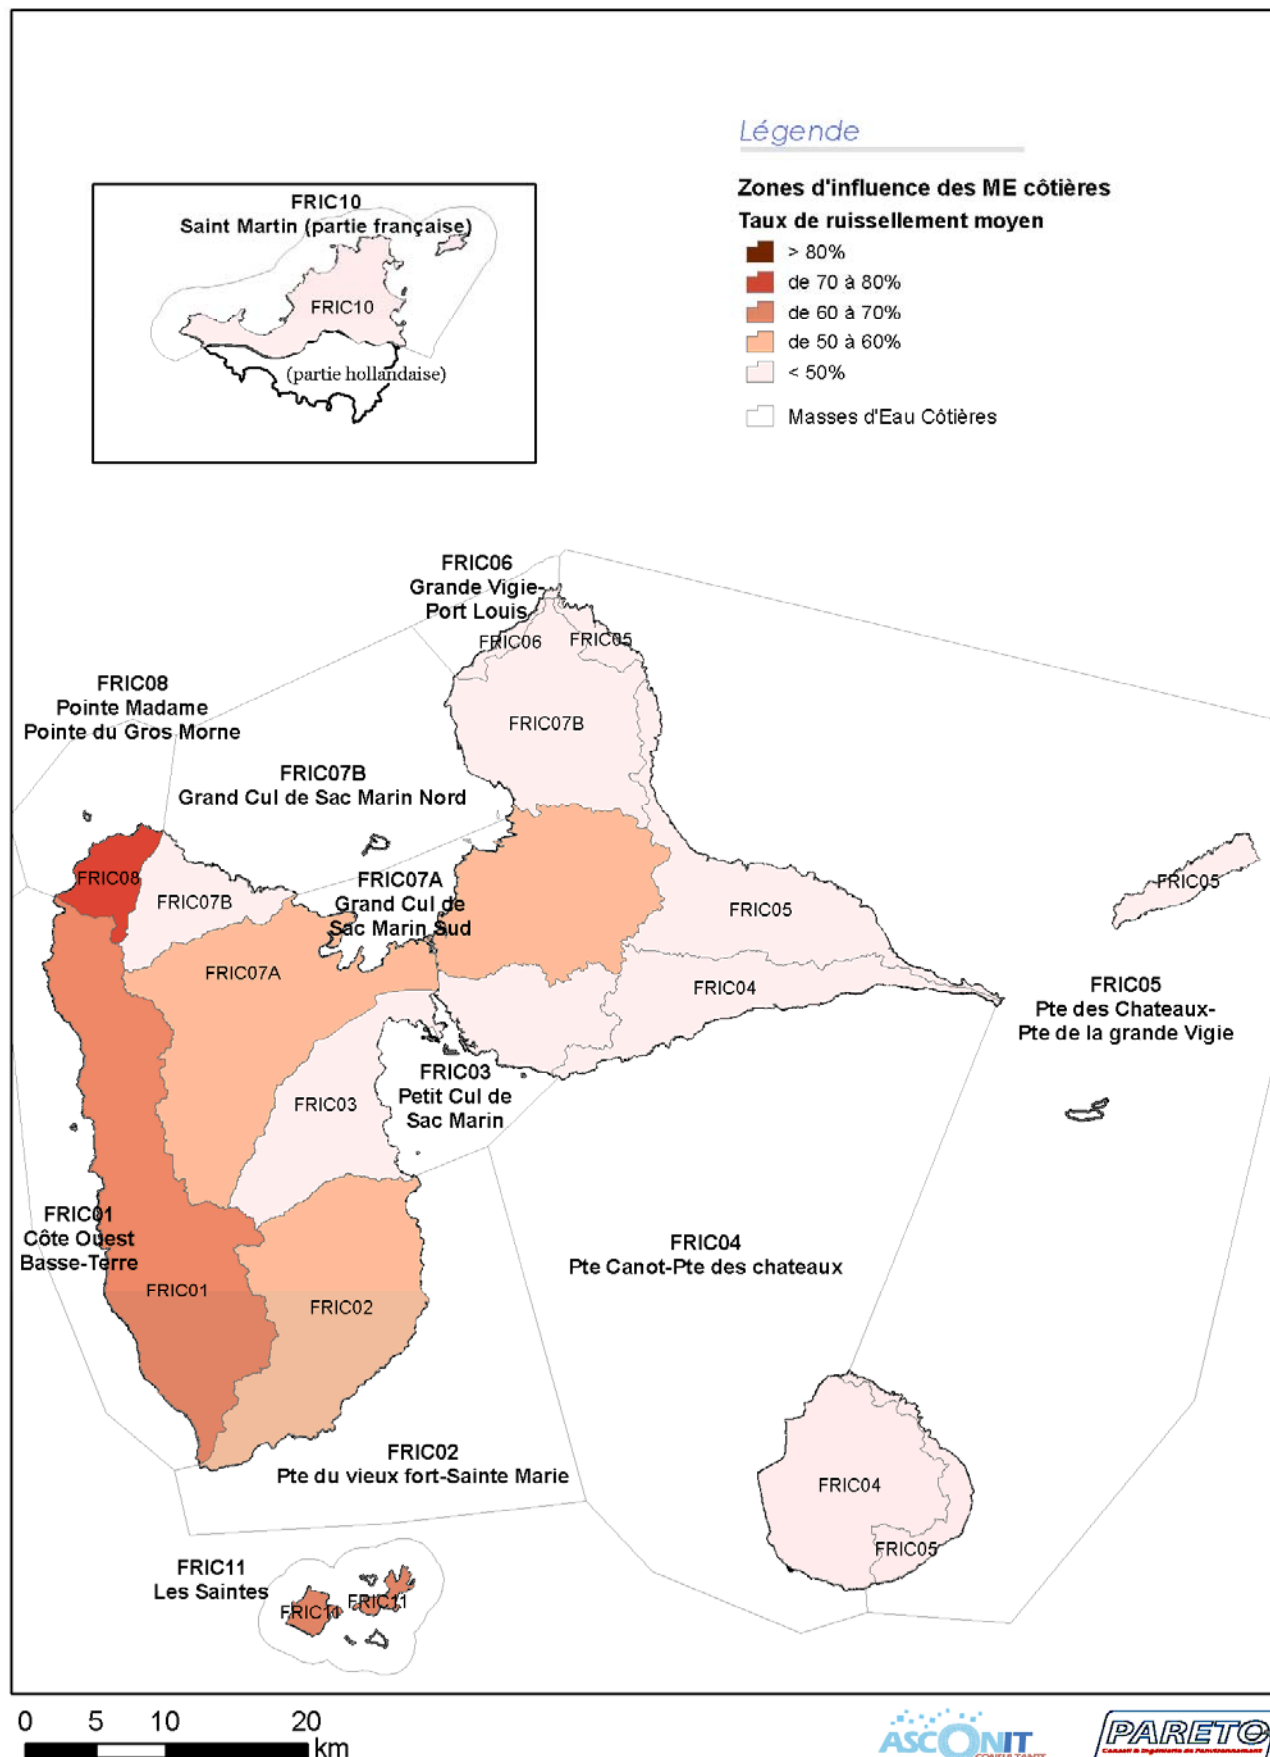 Légende
Zones d'influence des ME côtières
Taux de ruissellement moyen
> 80%
de 70 à 80%
de 60 à 70%
de 50 à 60%
< 50%
Masses d'Eau Côtières
FRIC10
Saint Martin (partie française)
FRIC10
(partie hollandaise)
FRIC06
Grande Vigie-
Port Louis
FRIC06
FRIC05
FRIC08
Pointe Madame
Pointe du Gros Morne
FRIC07B
FRIC07B
Grand Cul de Sac Marin Nord
FRIC08
FRIC07B
FRIC07A
Grand Cul de
Sac Marin Sud
FRIC05
FRIC05
FRIC07A
FRIC04
FRIC05
Pte des Chateaux-
Pte de la grande Vigie
FRIC03
Petit Cul de
Sac Marin
FRIC03
FRIC01
Côte Ouest
Basse-Terre
FRIC01
FRIC02
FRIC04
Pte Canot-Pte des chateaux
FRIC02
Pte du vieux fort-Sainte Marie
FRIC04
FRIC05
FRIC11
Les Saintes
FRIC11
FRIC11
0 5 10 20
km
ASCONIT
CONSULTANTS
PARETO
Conseil & Ingénierie de l'environnement